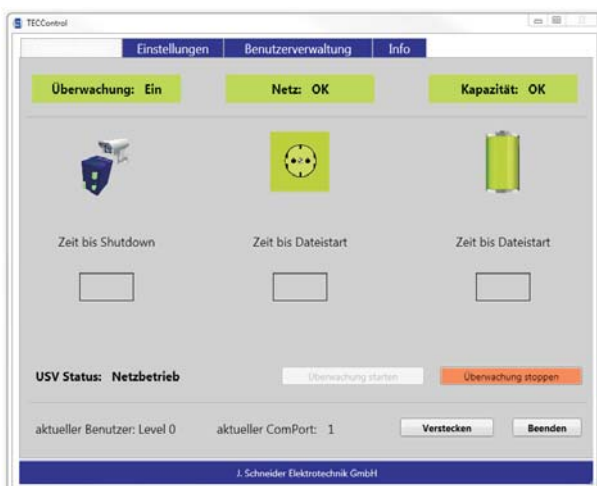 TECControl
Einstellungen Benutzerverwaltung Info
Überwachung: Ein Netz: OK Kapazität: OK
Zeit bis Shutdown Zeit bis Dateistart Zeit bis Dateistart
USV Status: Netzbetrieb Überwachung starten Überwachung stoppen
aktueller Benutzer: Level 0 aktueller ComPort: 1 Verstecken Beenden
J. Schneider Elektrotechnik GmbH